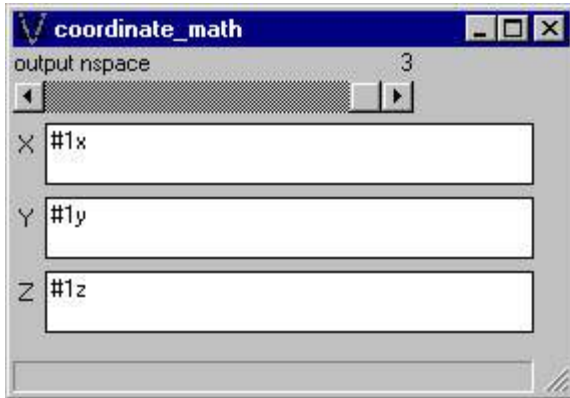 coordinate_math
output nspace 3
X #1x
Y #1y
Z #1z